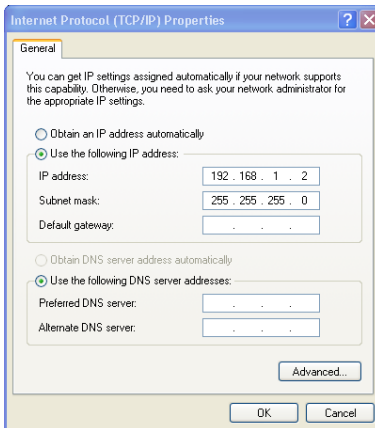 Internet Protocol (TCP/IP) Properties
General
You can get IP settings assigned automatically if your network supports
this capability. Otherwise, you need to ask your network administrator for
the appropriate IP settings.
Obtain an IP address automatically
Use the following IP address:
IP address: 192 . 168 . 1 . 2
Subnet mask: 255 . 255 . 255 . 0
Default gateway: . . .
Obtain DNS server address automatically
Use the following DNS server addresses:
Preferred DNS server: . . .
Alternate DNS server: . . .
Advanced...
OK Cancel